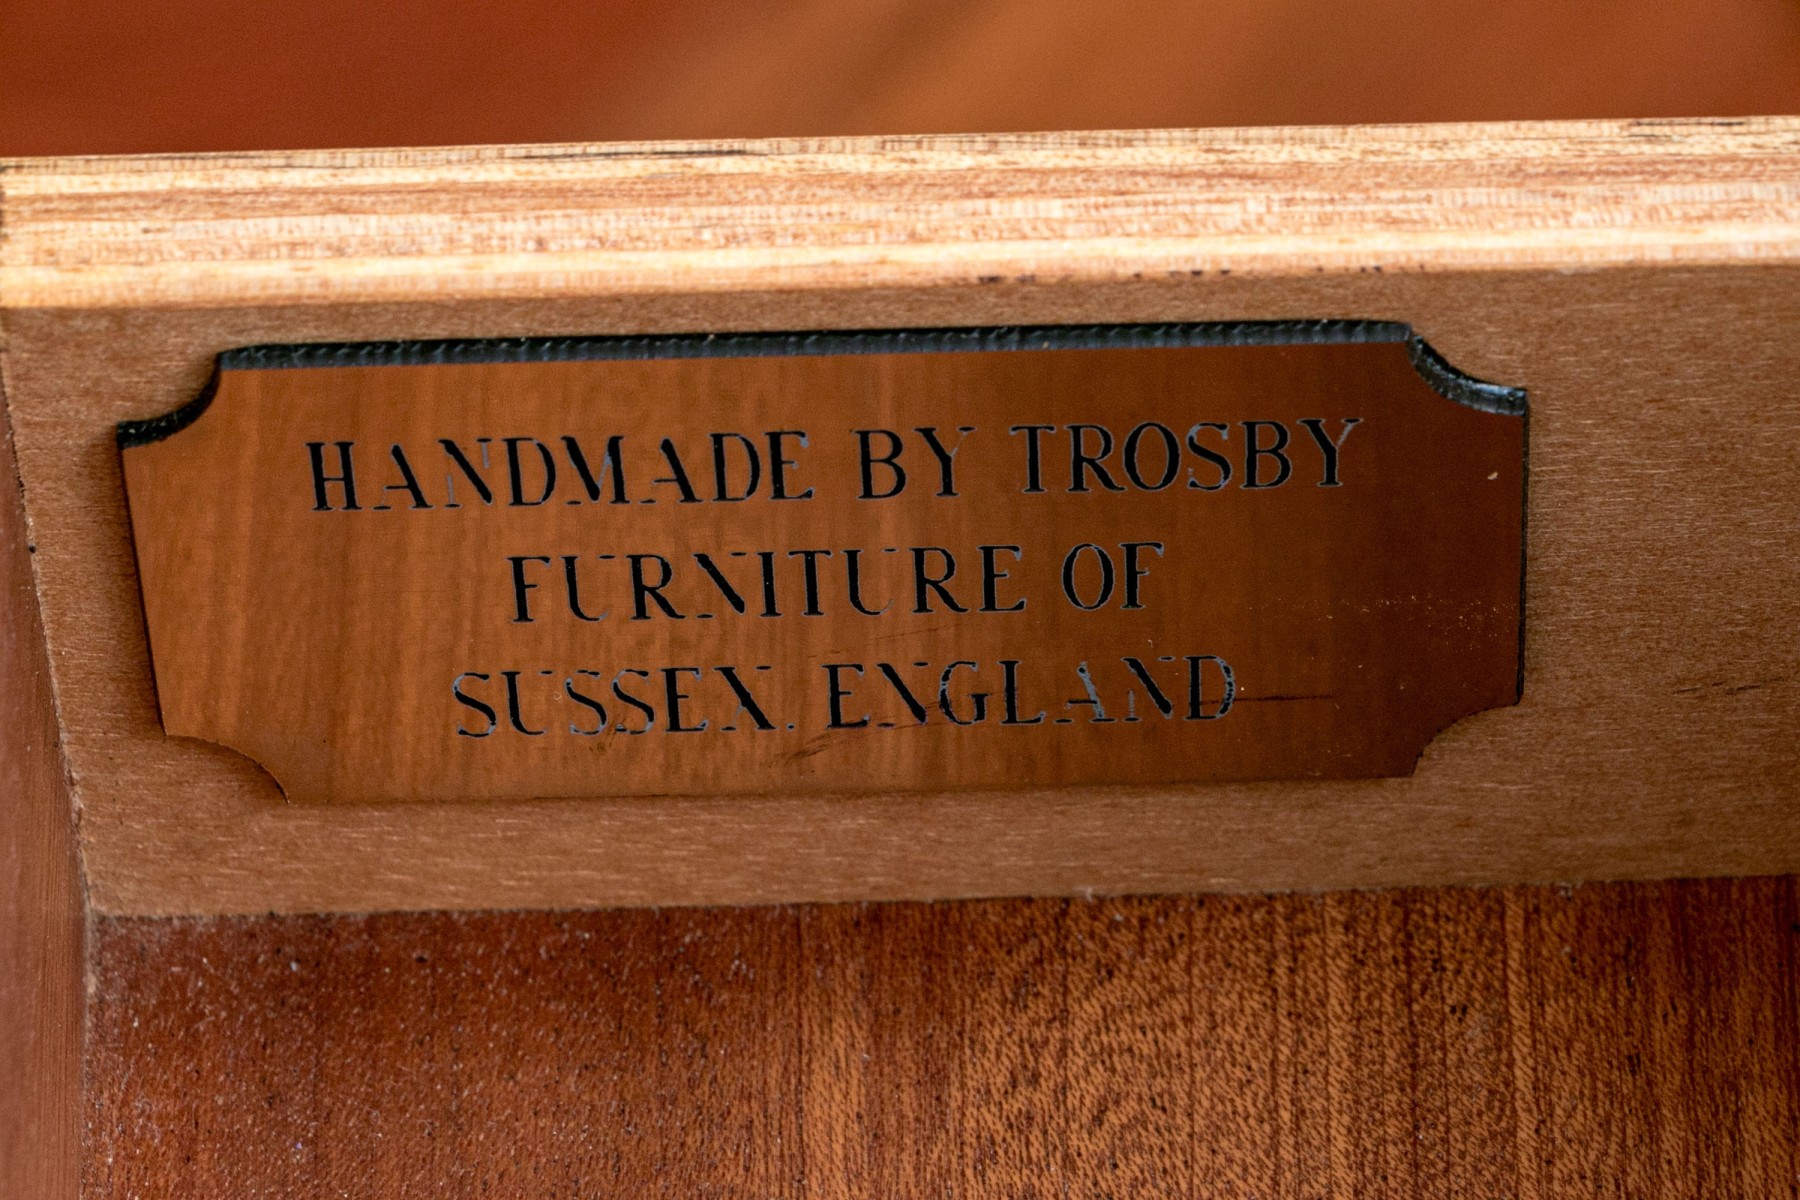 HANDMADE BY TROSBY
FURNITURE OF
SUSSEX. ENGLAND